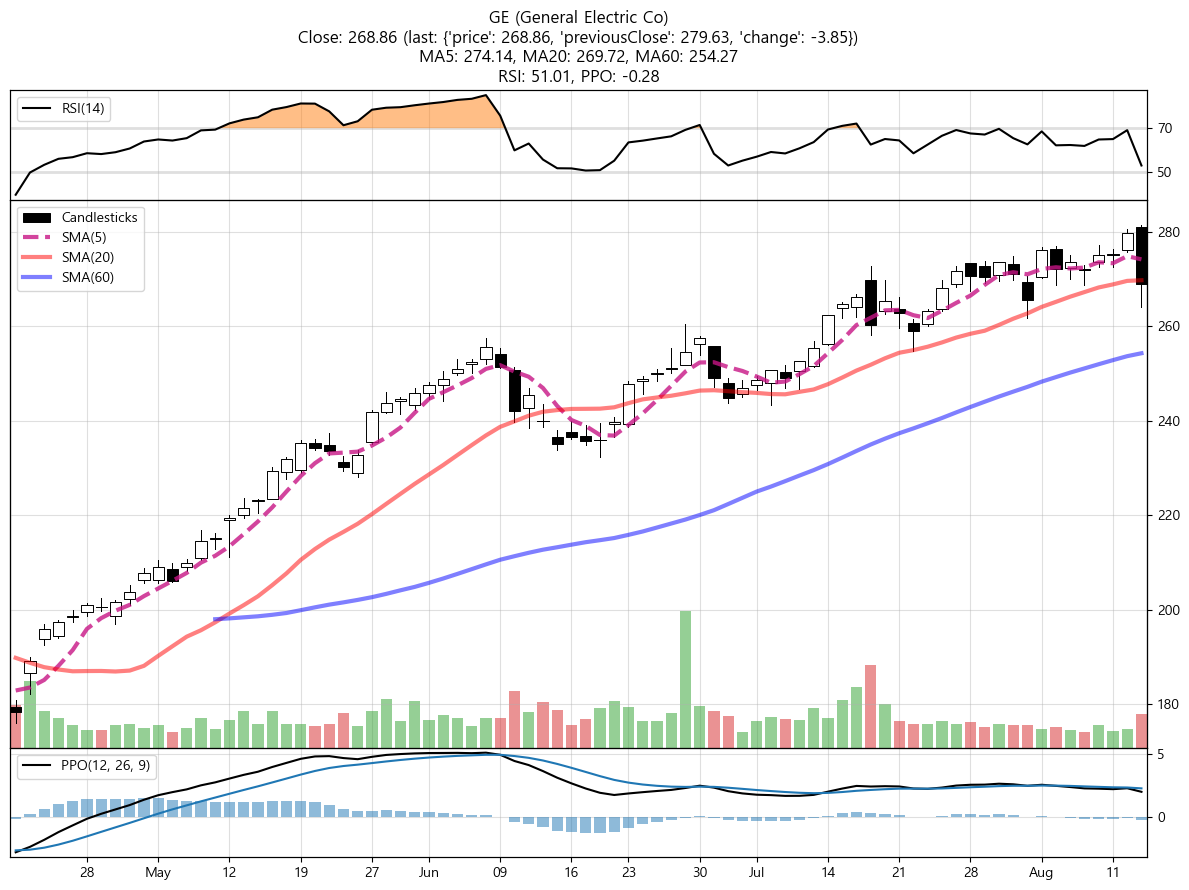 GE (General Electric Co)
Close: 268.86 (last: {'price': 268.86, 'previousClose': 279.63, 'change': -3.85})
MA5: 274.14, MA20: 269.72, MA60: 254.27
RSI: 51.01, PPO: -0.28
RSI(14)
70
50
Candlesticks
SMA(5)
SMA(20)
SMA(60)
280
260
240
220
200
180
PPO(12, 26, 9)
5
0
28 May 12 19 27 Jun 09 16 23 30 Jul 14 21 28 Aug 11